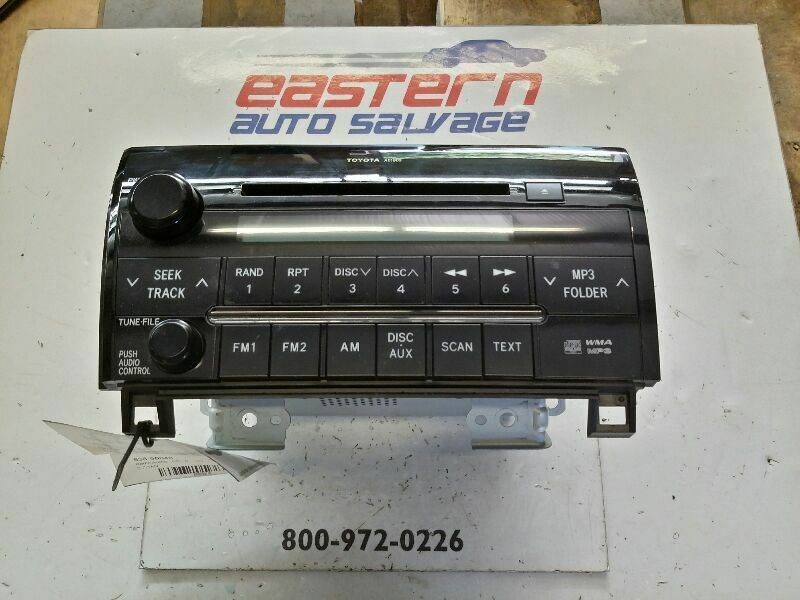 eastern
AUTO SALVAGE
TOYOTA
SEEK TRACK
RAND 1
RPT 2
DISC 3
DISC 4
5
6
MP3 FOLDER
TUNE·FILE
PUSH AUDIO CONTROL
FM1
FM2
AM
DISC · AUX
SCAN
TEXT
WMA
MP3
800-972-0226